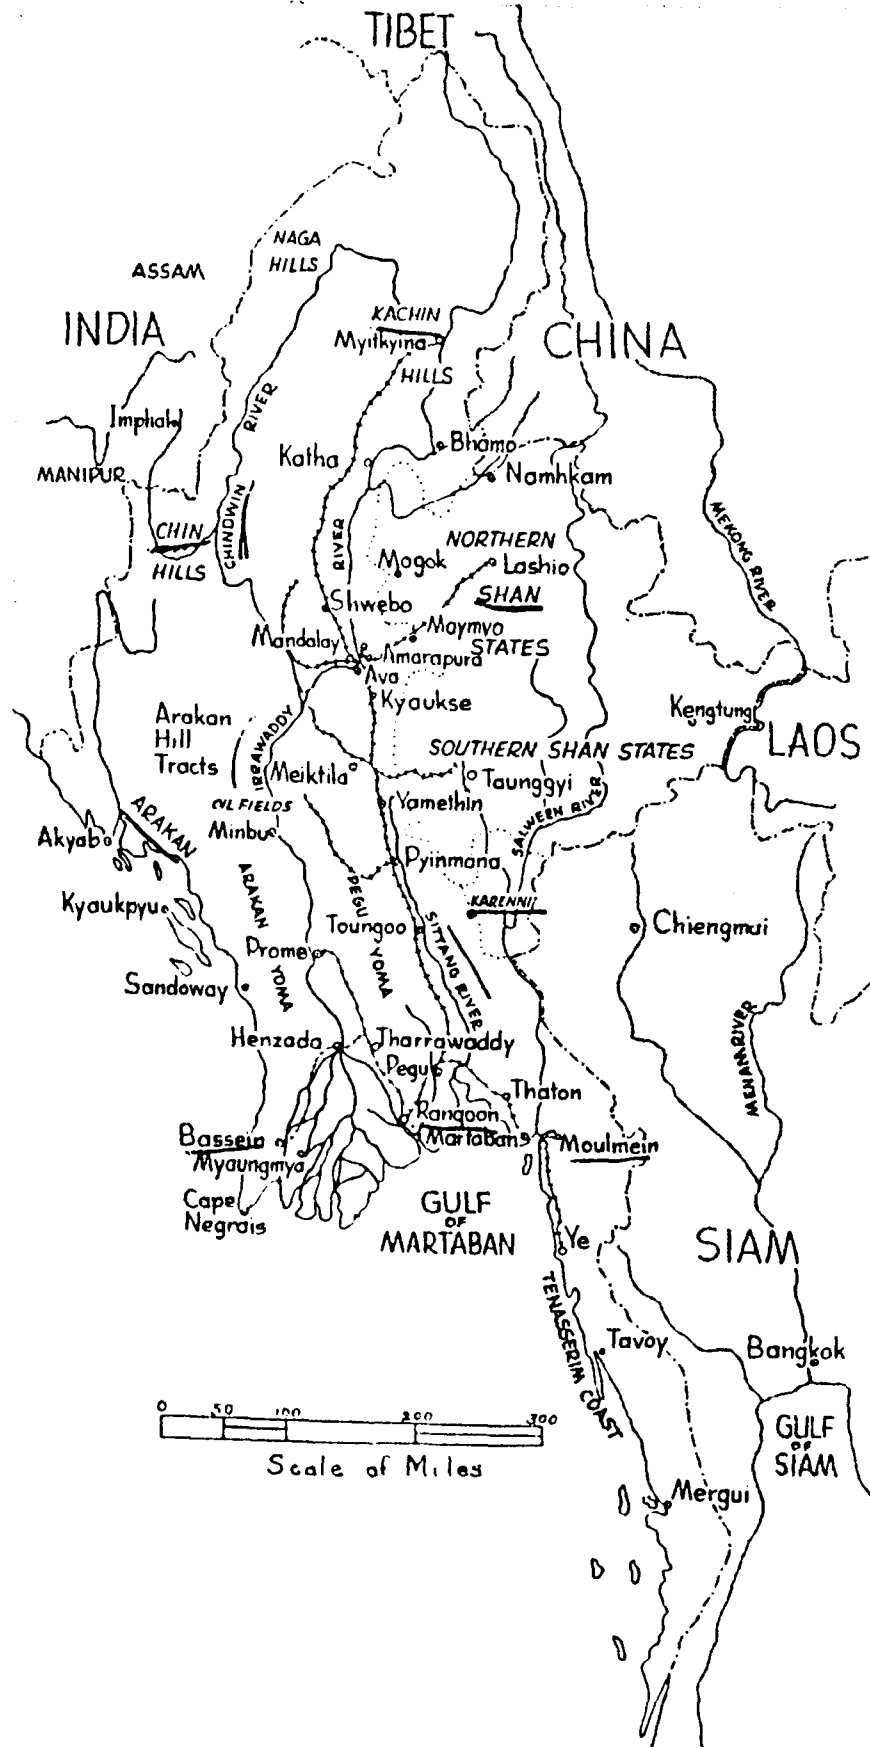 TIBET
NAGA
HILLS
ASSAM
INDIA
KACHIN
Myitkyina
HILLS
CHINA
RIVER
Imphal
Bhamo
Katha
Namhkam
MANIPUR
CHINDWIN
MEKONG RIVER
CHIN
HILLS
RIVER
NORTHERN
Mogok
Lashio
SHAN
Shwebo
Maymyo
Mandalay
STATES
Amarapura
Ava
Kyaukse
Kengtung
Arakan
Hill
Tracts
IRRAWADDY
SOUTHERN SHAN STATES
LAOS
Meiktila
Taunggyi
OIL FIELDS
Yamethin
SALWEEN RIVER
ARAKAN
Minbu
Akyab
Pyinmana
ARAKAN
YOMA
PEGU
YOMA
KARENNI
Kyaukpyu
Toungoo
SITTANG RIVER
Chiengmai
Prome
Sandoway
MENAM RIVER
Henzada
Tharrawaddy
Pegu
Thaton
Rangoon
Bassein
Martaban
Moulmein
Myaungmya
Cape
Negrais
GULF
OF
MARTABAN
Ye
SIAM
TENASSERIM COAST
Tavoy
Bangkok
0 50 100 200 300
Scale of Miles
GULF
OF
SIAM
Mergui